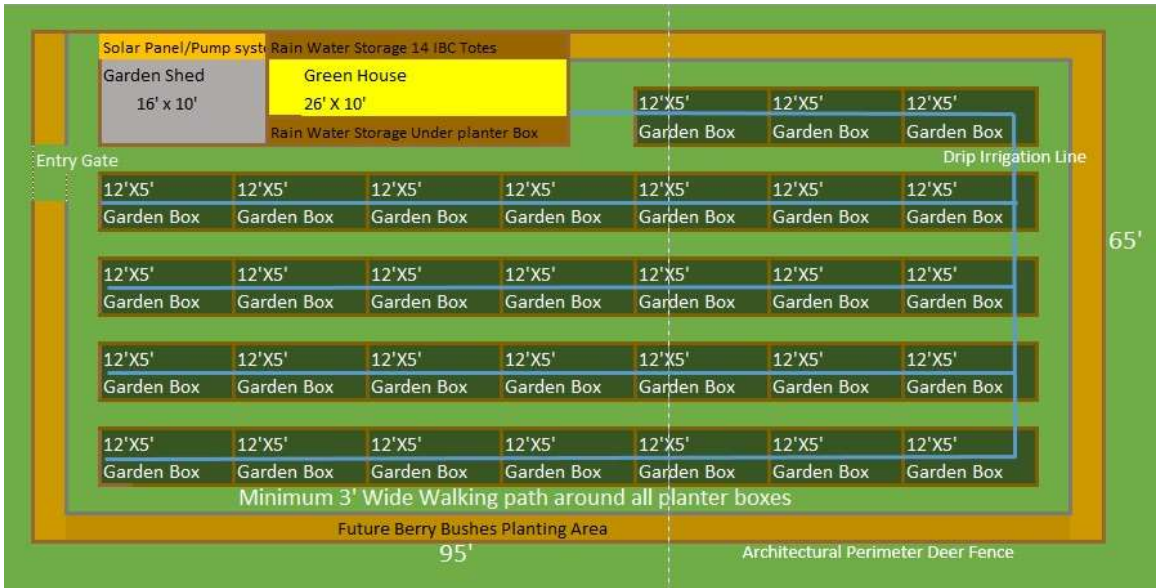 Solar Panel/Pump syste Rain Water Storage 14 IBC Totes
Garden Shed Green House
16' x 10' 26' X 10'
12'X5' 12'X5' 12'X5'
Rain Water Storage Under planter Box Garden Box Garden Box Garden Box
Entry Gate Drip Irrigation Line
12'X5' 12'X5' 12'X5' 12'X5' 12'X5' 12'X5' 12'X5'
Garden Box Garden Box Garden Box Garden Box Garden Box Garden Box Garden Box
65'
12'X5' 12'X5' 12'X5' 12'X5' 12'X5' 12'X5' 12'X5'
Garden Box Garden Box Garden Box Garden Box Garden Box Garden Box Garden Box
12'X5' 12'X5' 12'X5' 12'X5' 12'X5' 12'X5' 12'X5'
Garden Box Garden Box Garden Box Garden Box Garden Box Garden Box Garden Box
12'X5' 12'X5' 12'X5' 12'X5' 12'X5' 12'X5' 12'X5'
Garden Box Garden Box Garden Box Garden Box Garden Box Garden Box Garden Box
Minimum 3' Wide Walking path around all planter boxes
Future Berry Bushes Planting Area
95' Architectural Perimeter Deer Fence